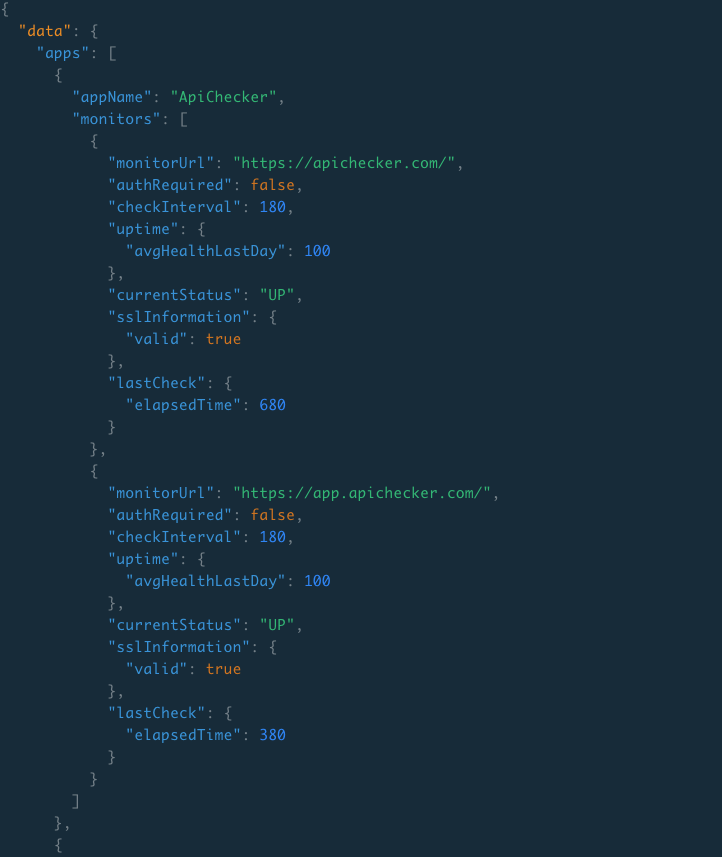 {
  "data": {
    "apps": [
      {
        "appName": "ApiChecker",
        "monitors": [
          {
            "monitorUrl": "https://apichecker.com/",
            "authRequired": false,
            "checkInterval": 180,
            "uptime": {
              "avgHealthLastDay": 100
            },
            "currentStatus": "UP",
            "sslInformation": {
              "valid": true
            },
            "lastCheck": {
              "elapsedTime": 680
            }
          },
          {
            "monitorUrl": "https://app.apichecker.com/",
            "authRequired": false,
            "checkInterval": 180,
            "uptime": {
              "avgHealthLastDay": 100
            },
            "currentStatus": "UP",
            "sslInformation": {
              "valid": true
            },
            "lastCheck": {
              "elapsedTime": 380
            }
          }
        ]
      },
      {